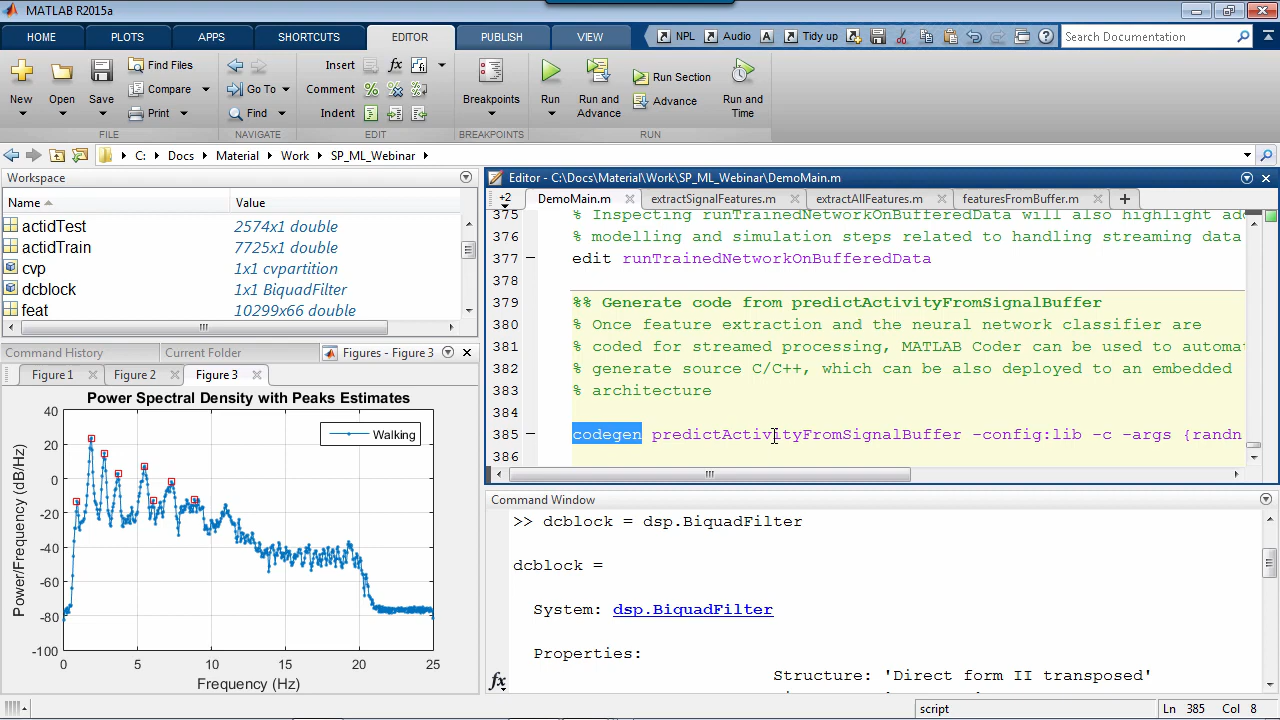 MATLAB R2015a
HOME PLOTS APPS SHORTCUTS EDITOR PUBLISH VIEW NPL Audio A Tidy up Search Documentation
New Open Save Find Files Compare Print
Go To Find
Insert fx
Comment
Indent
Breakpoints Run Run and Advance Run Section Advance Run and Time
FILE NAVIGATE EDIT BREAKPOINTS RUN
C: Docs Material Work SP_ML_Webinar
Workspace
Name Value
actidTest 2574x1 double
actidTrain 7725x1 double
cvp 1x1 cvpartition
dcblock 1x1 BiquadFilter
feat 10299x66 double
Command History Current Folder Figures - Figure 3
Figure 1 Figure 2 Figure 3
Power Spectral Density with Peaks Estimates
Walking
Power/Frequency (dB/Hz)
40
20
0
-20
-40
-60
-80
-100
0 5 10 15 20 25
Frequency (Hz)
Editor - C:\Docs\Material\Work\SP_ML_Webinar\DemoMain.m
+2 DemoMain.m extractSignalFeatures.m extractAllFeatures.m featuresFromBuffer.m
375 % Inspecting runTrainedNetworkOnBufferedData will also highlight
376 % modelling and simulation steps related to handling streaming data
377 edit runTrainedNetworkOnBufferedData
378
379 %% Generate code from predictActivityFromSignalBuffer
380 % Once feature extraction and the neural network classifier are
381 % coded for streamed processing, MATLAB Coder can be used to automa
382 % generate source C/C++, which can be also deployed to an embedded
383 % architecture
384
385 codegen predictActivityFromSignalBuffer -config:lib -c -args {randn
386
Command Window
>> dcblock = dsp.BiquadFilter
dcblock =
System: dsp.BiquadFilter
Properties:
Structure: 'Direct form II transposed'
fx
script Ln 385 Col 8